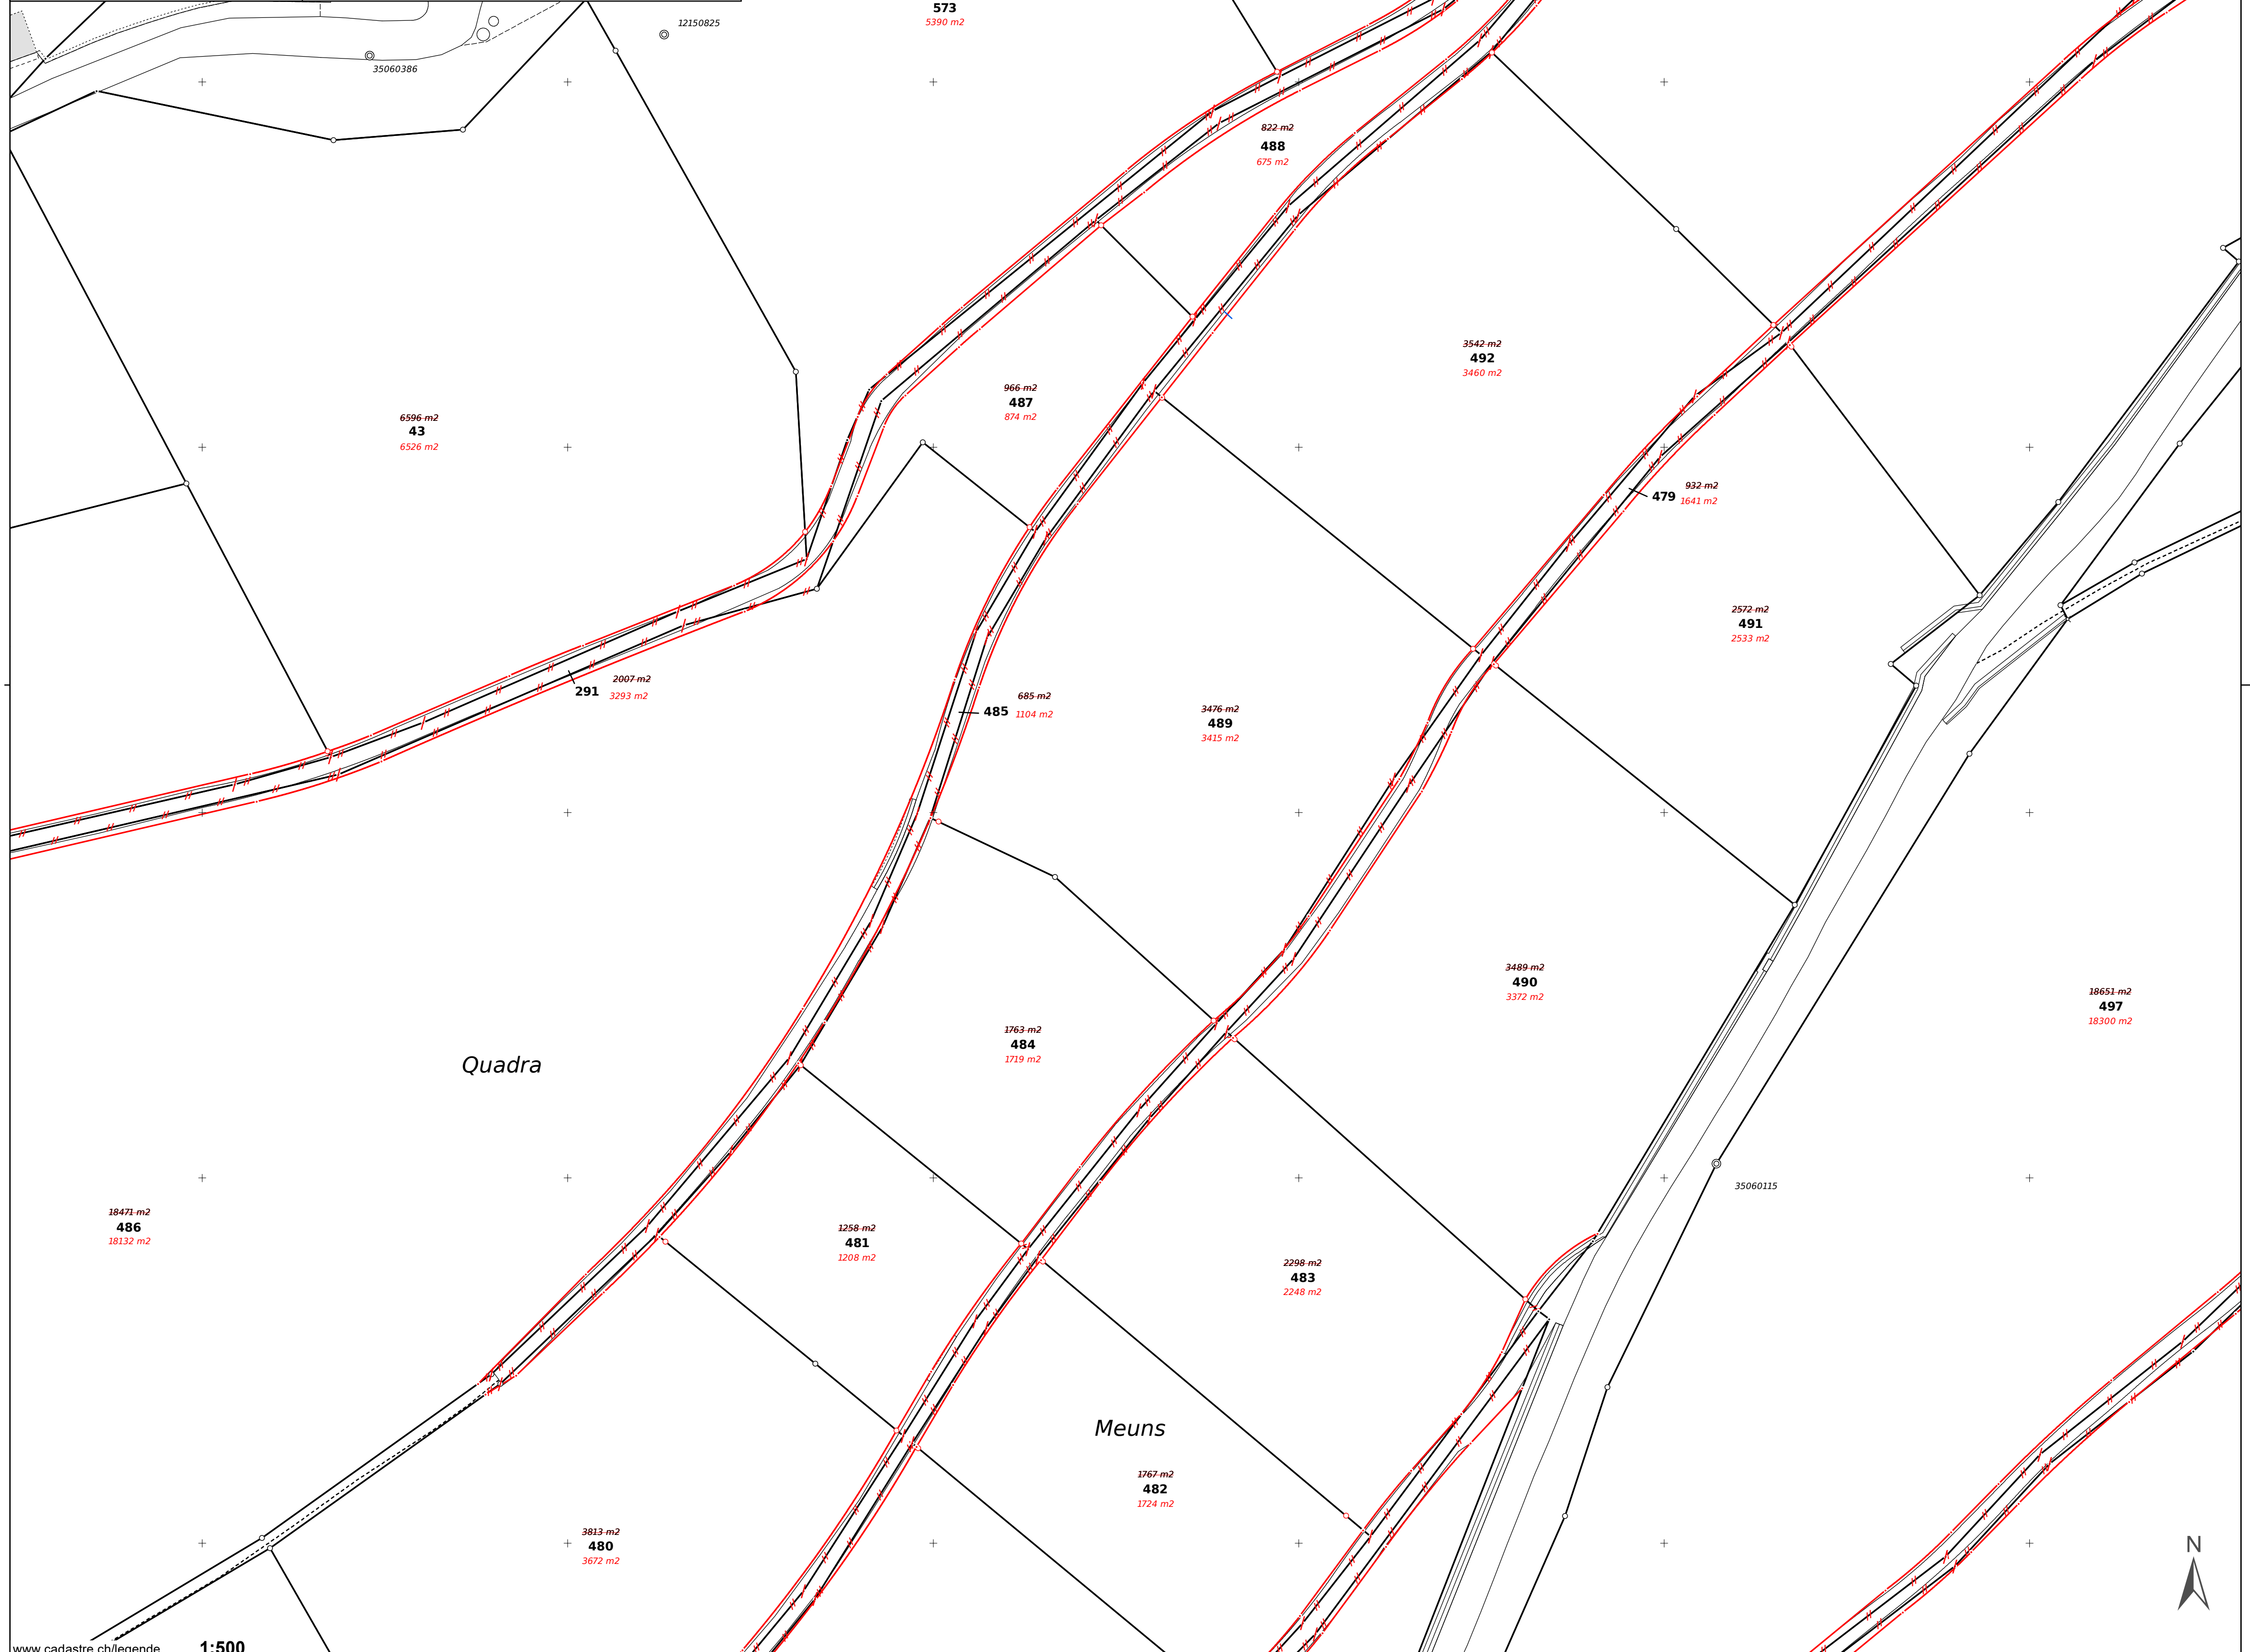 573
5390 m2
12150825
35060386
822 m2
488
675 m2
3542 m2
492
3460 m2
966 m2
487
874 m2
6596 m2
43
6526 m2
932 m2
479 1641 m2
2572 m2
491
2533 m2
2007 m2
291 3293 m2
685 m2
485 1104 m2
3476 m2
489
3415 m2
3489 m2
490
3372 m2
18651 m2
497
18300 m2
1763 m2
484
1719 m2
Quadra
35060115
18471 m2
486
18132 m2
1258 m2
481
1208 m2
2298 m2
483
2248 m2
Meuns
1767 m2
482
1724 m2
3813 m2
480
3672 m2
N
www.cadastre.ch/legende 1:500